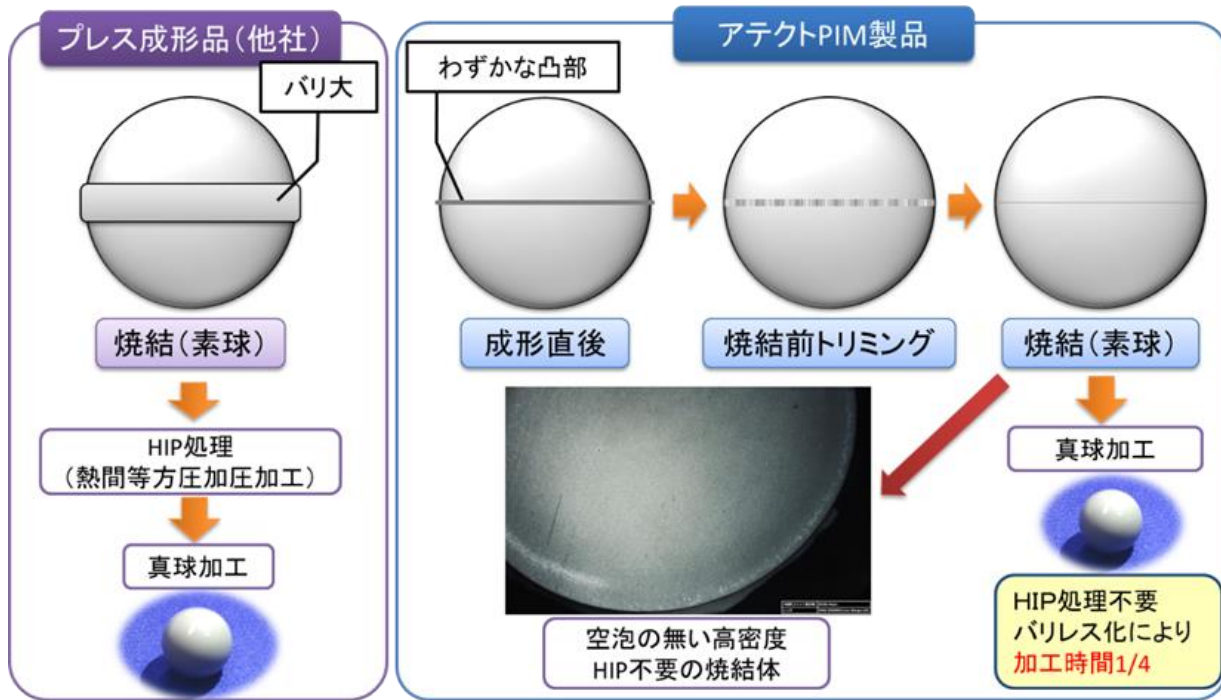 プレス成形品（他社）
バリ大
焼結（素球）
HIP処理
（熱間等方圧加圧加工）
真球加工
アテクトPIM製品
わずかな凸部
成形直後
焼結前トリミング
焼結（素球）
空泡の無い高密度
HIP不要の焼結体
真球加工
HIP処理不要
バリレス化により
加工時間1/4